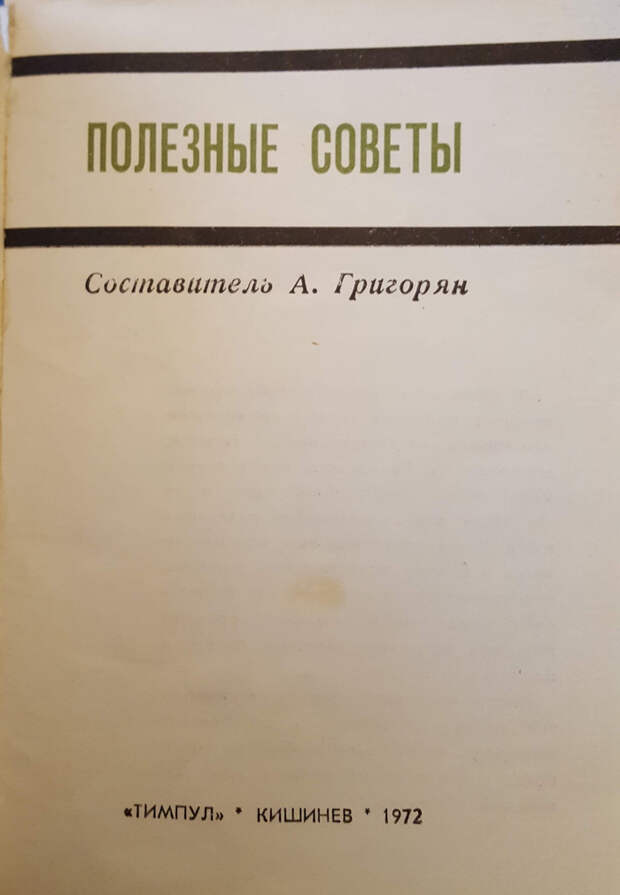 ПОЛЕЗНЫЕ СОВЕТЫ
Составитель А. Григорян
«ТИМПУЛ» * КИШИНЕВ * 1972